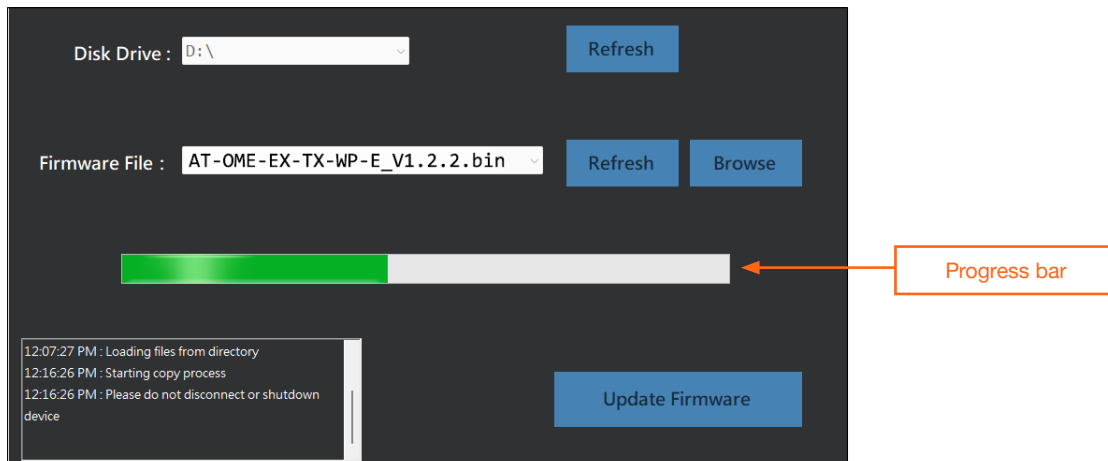 Disk Drive : D:\ Refresh
Firmware File : AT-OME-EX-TX-WP-E_V1.2.2.bin Refresh Browse
Progress bar
12:07:27 PM : Loading files from directory
12:16:26 PM : Starting copy process
12:16:26 PM : Please do not disconnect or shutdown
device
Update Firmware